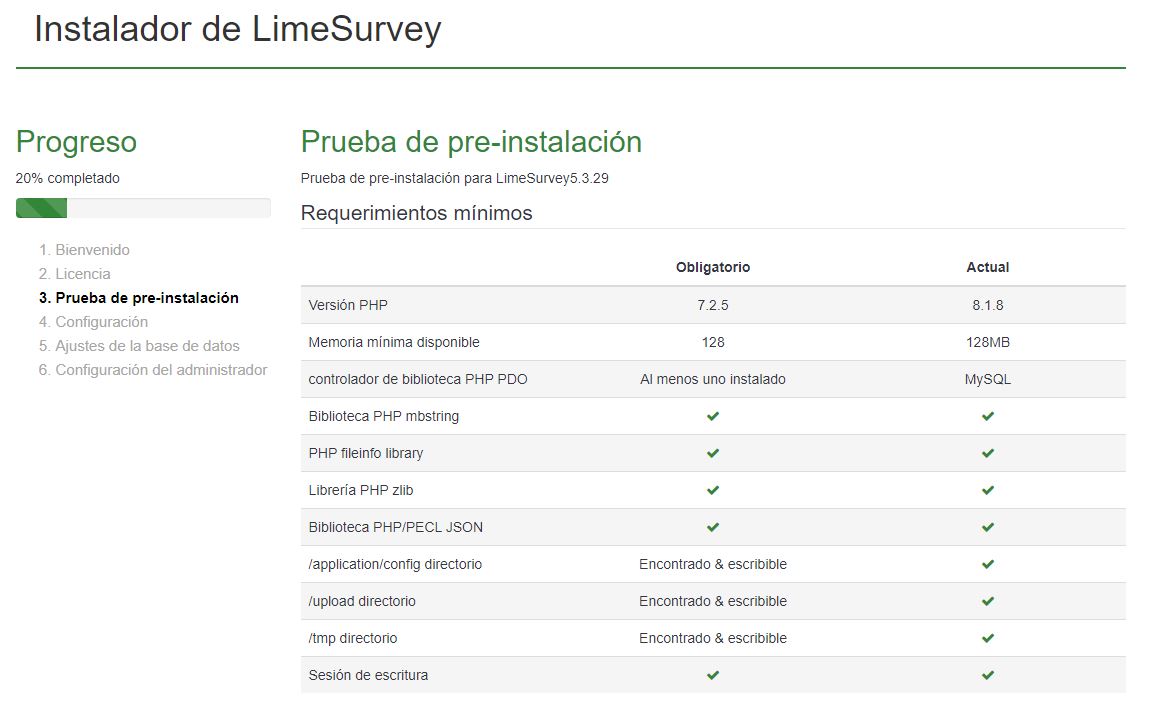 Instalador de LimeSurvey
Progreso
20% completado
1. Bienvenido
2. Licencia
3. Prueba de pre-instalación
4. Configuración
5. Ajustes de la base de datos
6. Configuración del administrador
Prueba de pre-instalación
Prueba de pre-instalación para LimeSurvey5.3.29
Requerimientos mínimos
Obligatorio Actual
Versión PHP 7.2.5 8.1.8
Memoria mínima disponible 128 128MB
controlador de biblioteca PHP PDO Al menos uno instalado MySQL
Biblioteca PHP mbstring
PHP fileinfo library
Librería PHP zlib
Biblioteca PHP/PECL JSON
/application/config directorio Encontrado & escribible
/upload directorio Encontrado & escribible
/tmp directorio Encontrado & escribible
Sesión de escritura